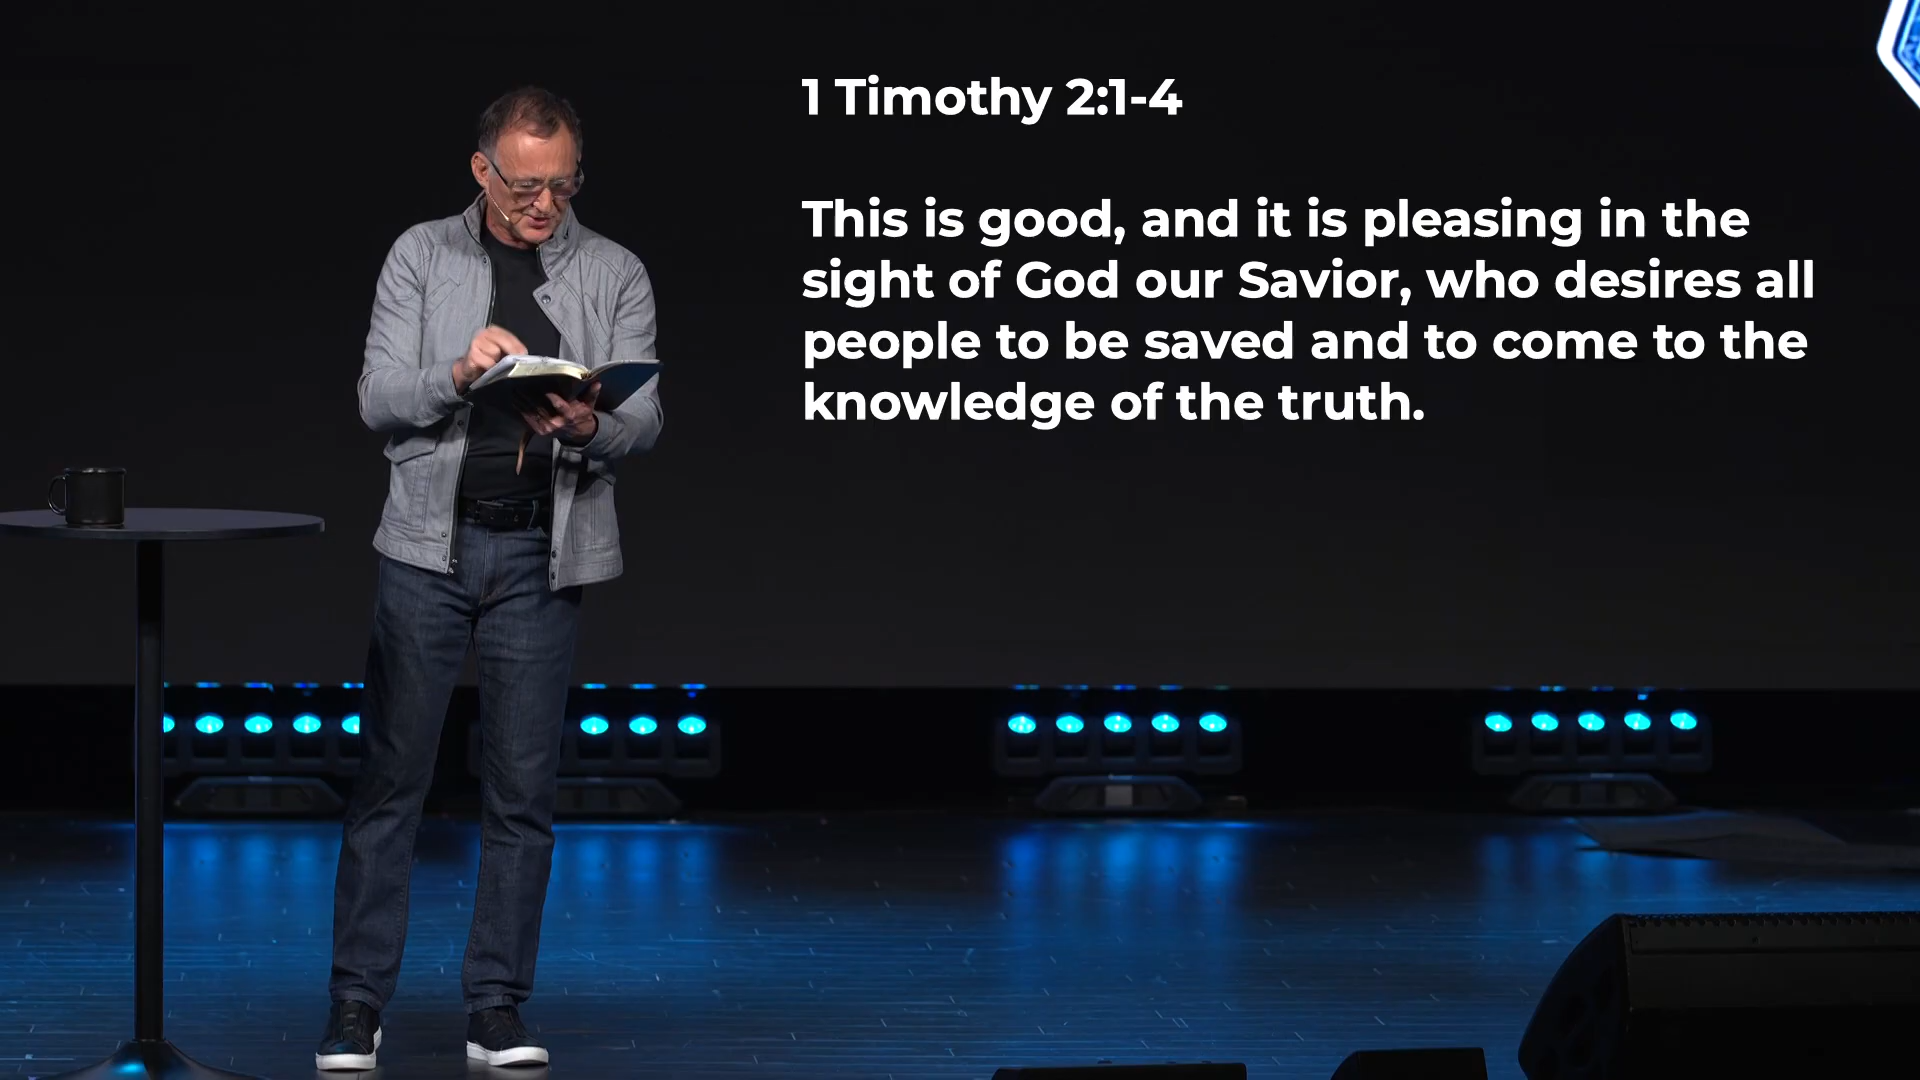 1 Timothy 2:1-4
This is good, and it is pleasing in the
sight of God our Savior, who desires all
people to be saved and to come to the
knowledge of the truth.